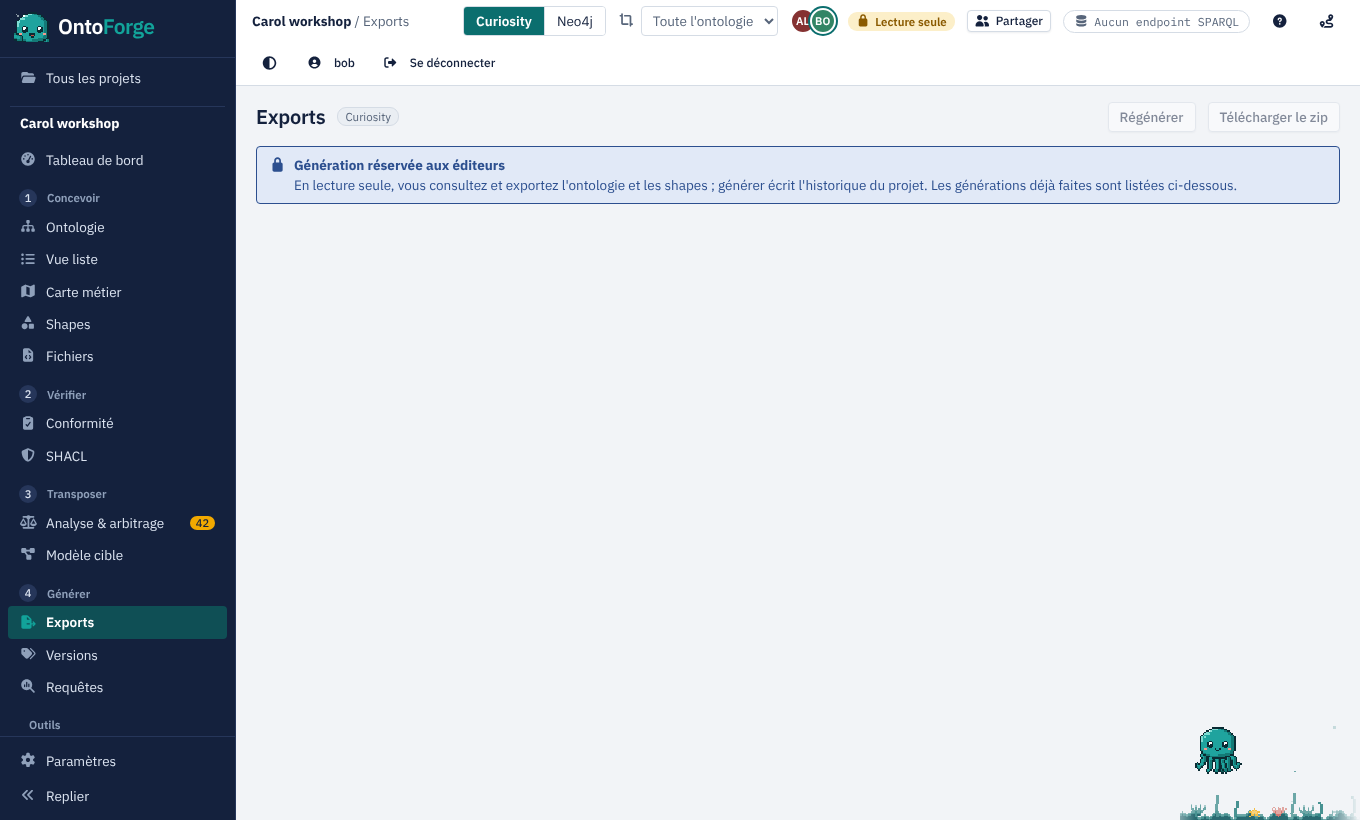 OntoForge
Carol workshop / Exports
Curiosity
Neo4j
Toute l'ontologie
AL
BO
Lecture seule
Partager
Aucun endpoint SPARQL
bob
Se déconnecter
Tous les projets
Carol workshop
Tableau de bord
1 Concevoir
Ontologie
Vue liste
Carte métier
Shapes
Fichiers
2 Vérifier
Conformité
SHACL
3 Transposer
Analyse & arbitrage 42
Modèle cible
4 Générer
Exports
Versions
Requêtes
Outils
Paramètres
Replier
Exports
Curiosity
Régénérer
Télécharger le zip
Génération réservée aux éditeurs
En lecture seule, vous consultez et exportez l'ontologie et les shapes ; générer écrit l'historique du projet. Les générations déjà faites sont listées ci-dessous.